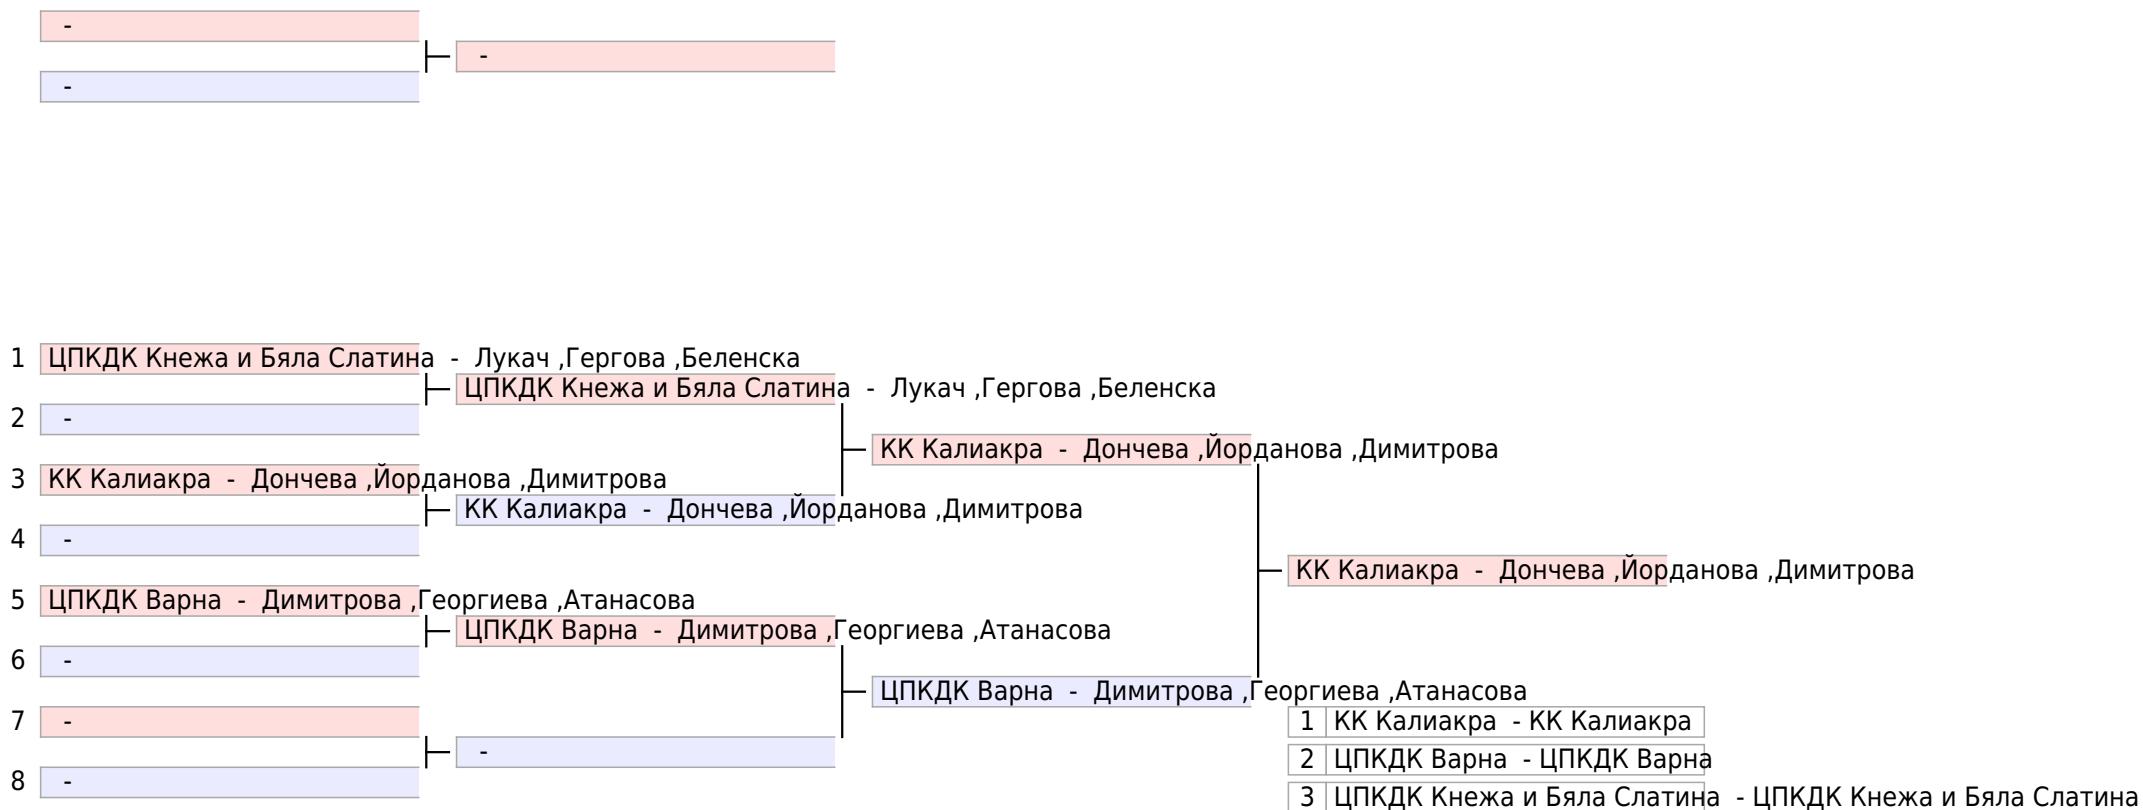 -
-
-
1 ЦПКДК Кнежа и Бяла Слатина - Лукач ,Гергова ,Беленска
ЦПКДК Кнежа и Бяла Слатина - Лукач ,Гергова ,Беленска
2 -
КК Калиакра - Дончева ,Йорданова ,Димитрова
3 КК Калиакра - Дончева ,Йорданова ,Димитрова
КК Калиакра - Дончева ,Йорданова ,Димитрова
4 -
КК Калиакра - Дончева ,Йорданова ,Димитрова
5 ЦПКДК Варна - Димитрова ,Георгиева ,Атанасова
ЦПКДК Варна - Димитрова ,Георгиева ,Атанасова
6 -
ЦПКДК Варна - Димитрова ,Георгиева ,Атанасова
7 -
1 КК Калиакра - КК Калиакра
-
2 ЦПКДК Варна - ЦПКДК Варна
8 -
3 ЦПКДК Кнежа и Бяла Слатина - ЦПКДК Кнежа и Бяла Слатина